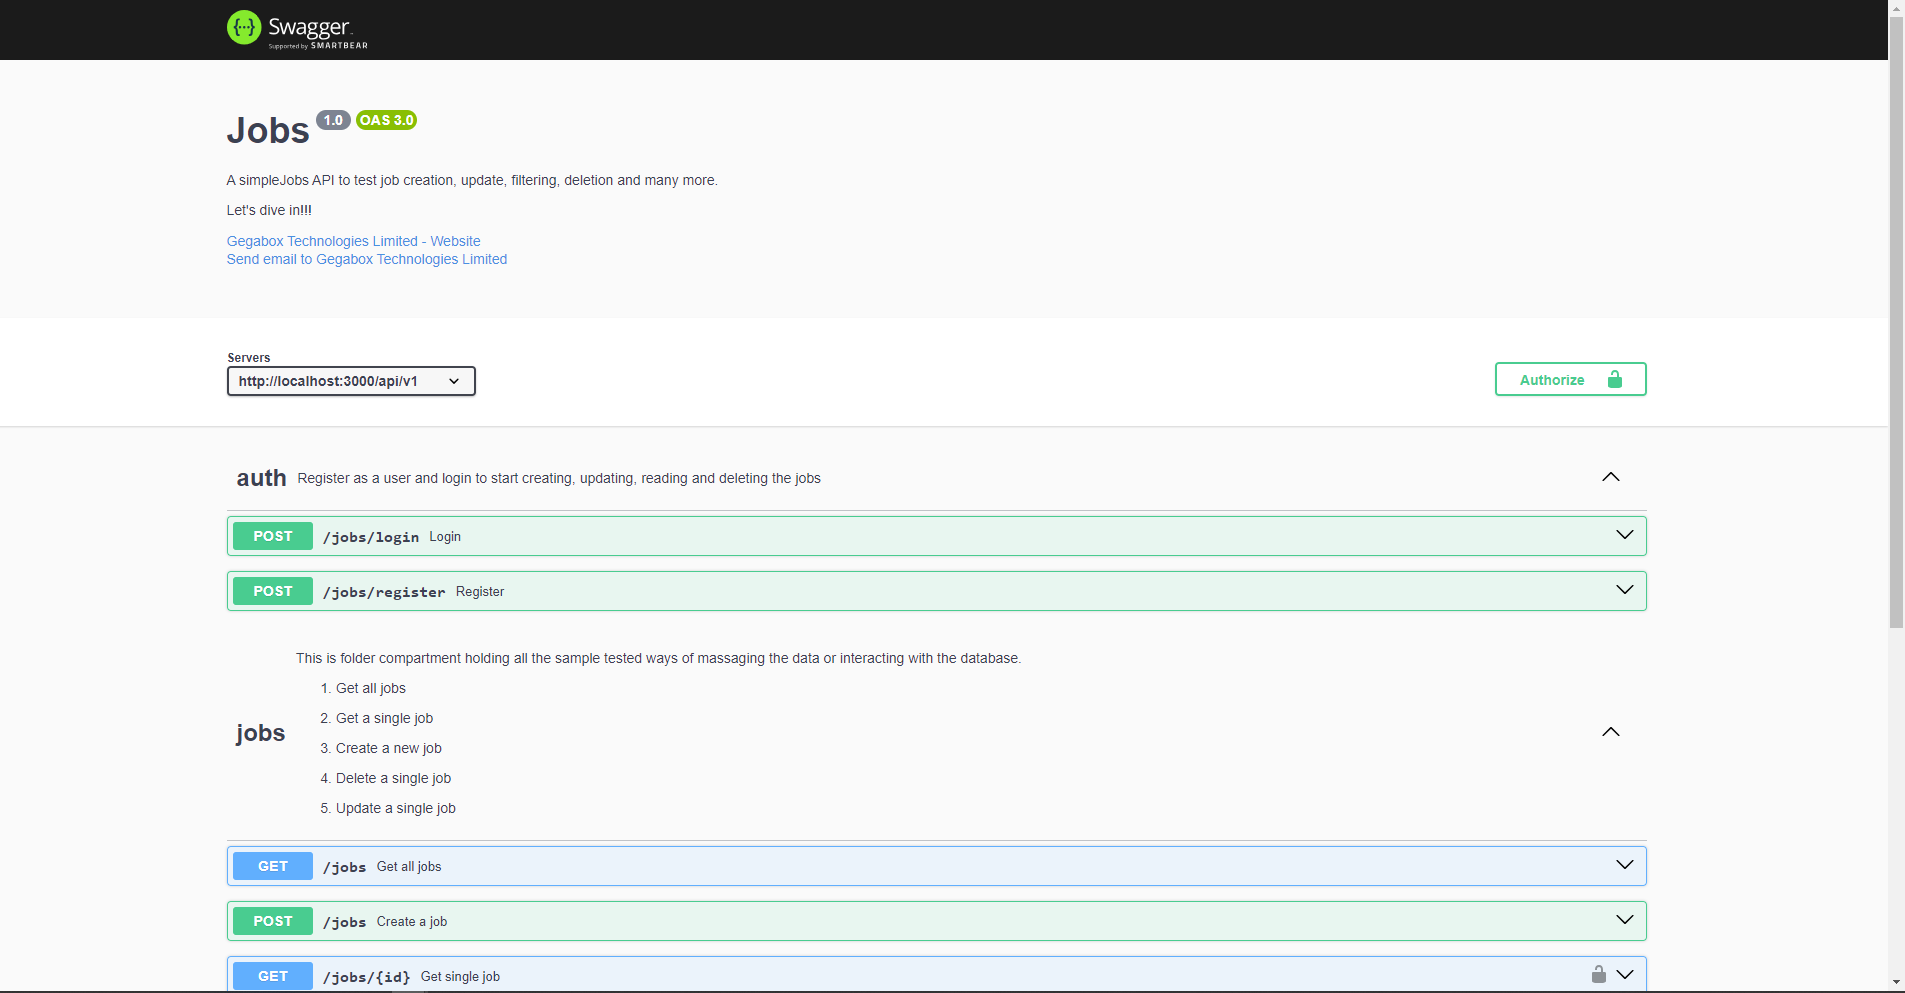 Swagger
Supported by SMARTBEAR
Jobs 1.0 OAS 3.0
A simpleJobs API to test job creation, update, filtering, deletion and many more.
Let's dive in!!!
Gegabox Technologies Limited - Website
Send email to Gegabox Technologies Limited
Servers
http://localhost:3000/api/v1
Authorize
auth Register as a user and login to start creating, updating, reading and deleting the jobs
POST /jobs/login Login
POST /jobs/register Register
This is folder compartment holding all the sample tested ways of massaging the data or interacting with the database.
1. Get all jobs
2. Get a single job
jobs
3. Create a new job
4. Delete a single job
5. Update a single job
GET /jobs Get all jobs
POST /jobs Create a job
GET /jobs/{id} Get single job